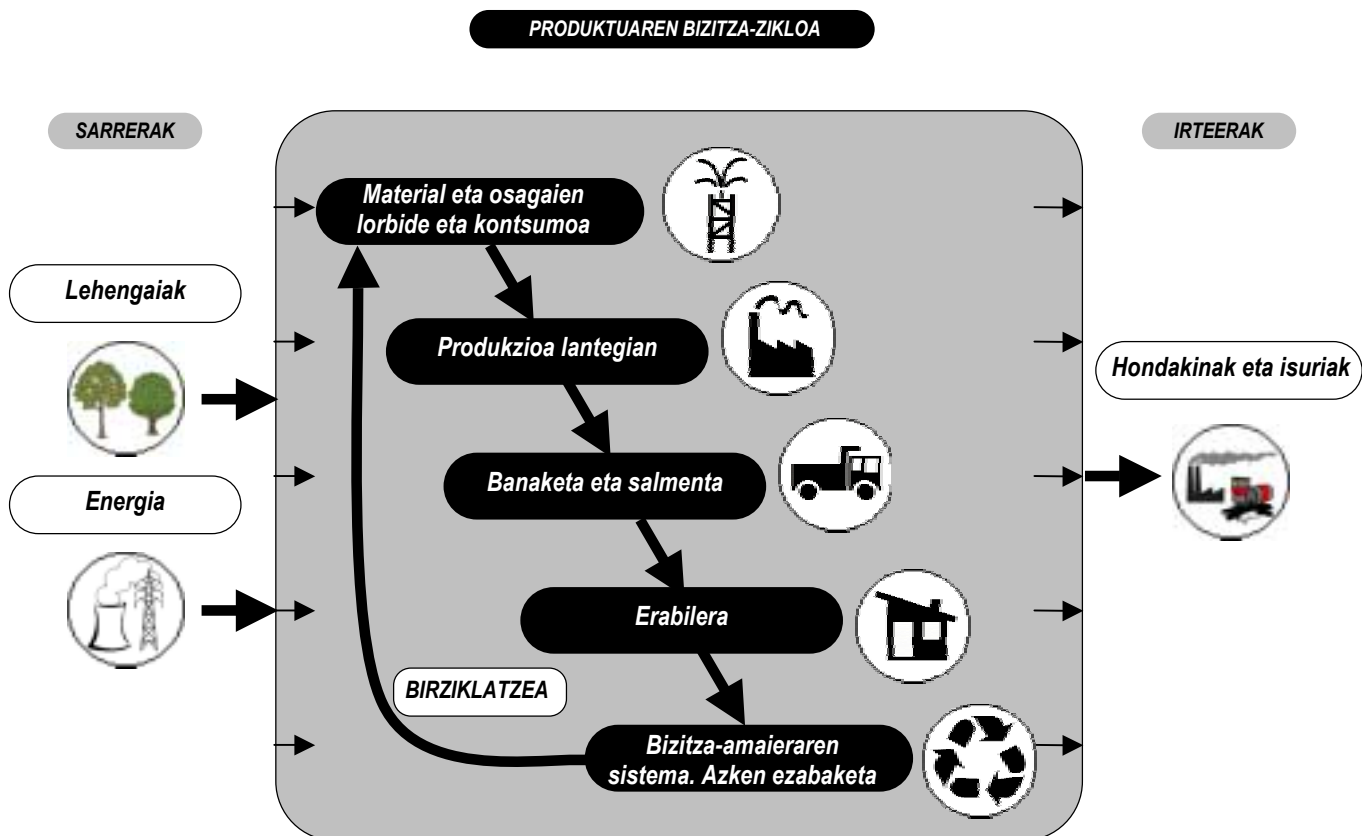 PRODUKTUAREN BIZITZA-ZIKLOA
SARRERAK
IRTEERAK
Material eta osagaien
lorbide eta kontsumoa
Lehengaiak
Produkzioa lantegian
Hondakinak eta isuriak
Banaketa eta salmenta
Energia
Erabilera
BIRZIKLATZEA
Bizitza-amaieraren
sistema. Azken ezabaketa